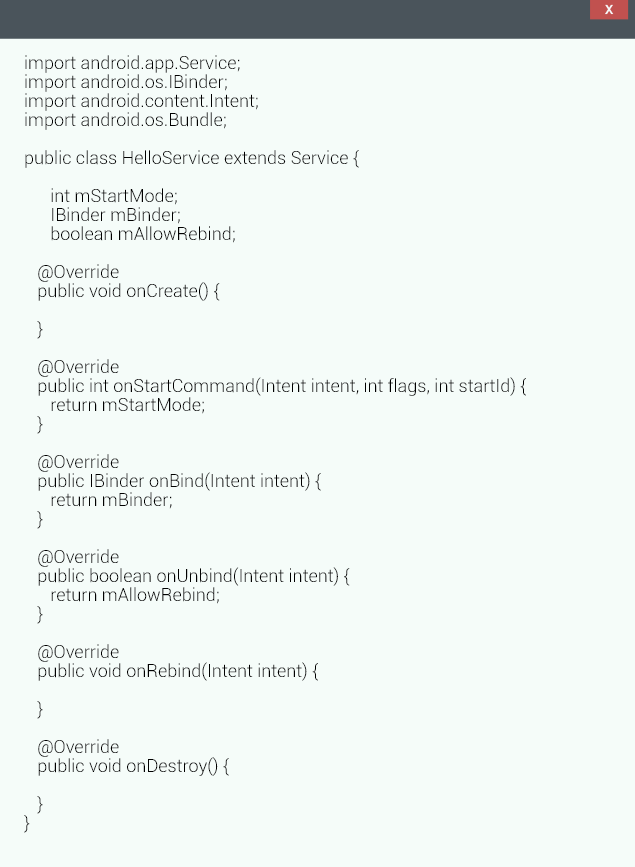 X
import android.app.Service;
import android.os.IBinder;
import android.content.Intent;
import android.os.Bundle;
public class HelloService extends Service {
int mStartMode;
IBinder mBinder;
boolean mAllowRebind;
@Override
public void onCreate() {
}
@Override
public int onStartCommand(Intent intent, int flags, int startId) {
return mStartMode;
}
@Override
public IBinder onBind(Intent intent) {
return mBinder;
}
@Override
public boolean onUnbind(Intent intent) {
return mAllowRebind;
}
@Override
public void onRebind(Intent intent) {
}
@Override
public void onDestroy() {
}
}